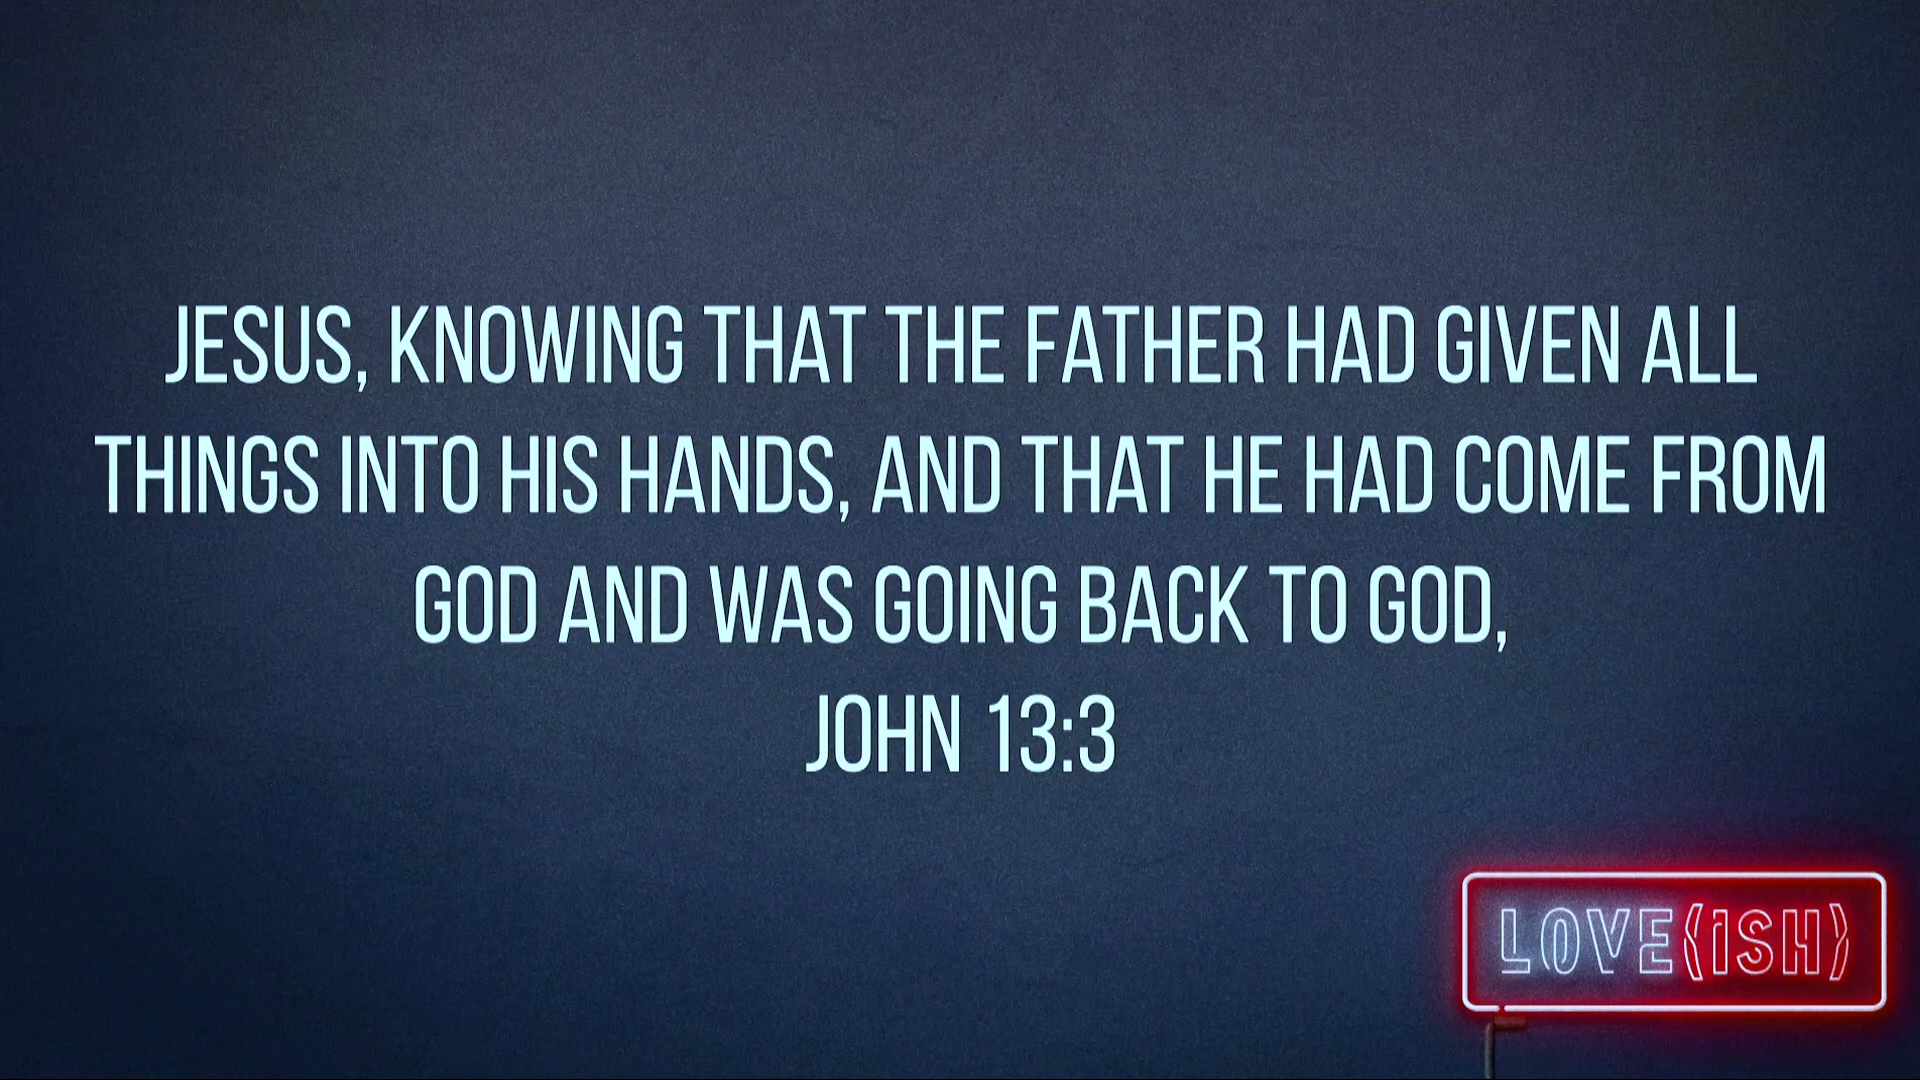 JESUS, KNOWING THAT THE FATHER HAD GIVEN ALL
THINGS INTO HIS HANDS, AND THAT HE HAD COME FROM
GOD AND WAS GOING BACK TO GOD,
JOHN 13:3
LOVE(ISH)